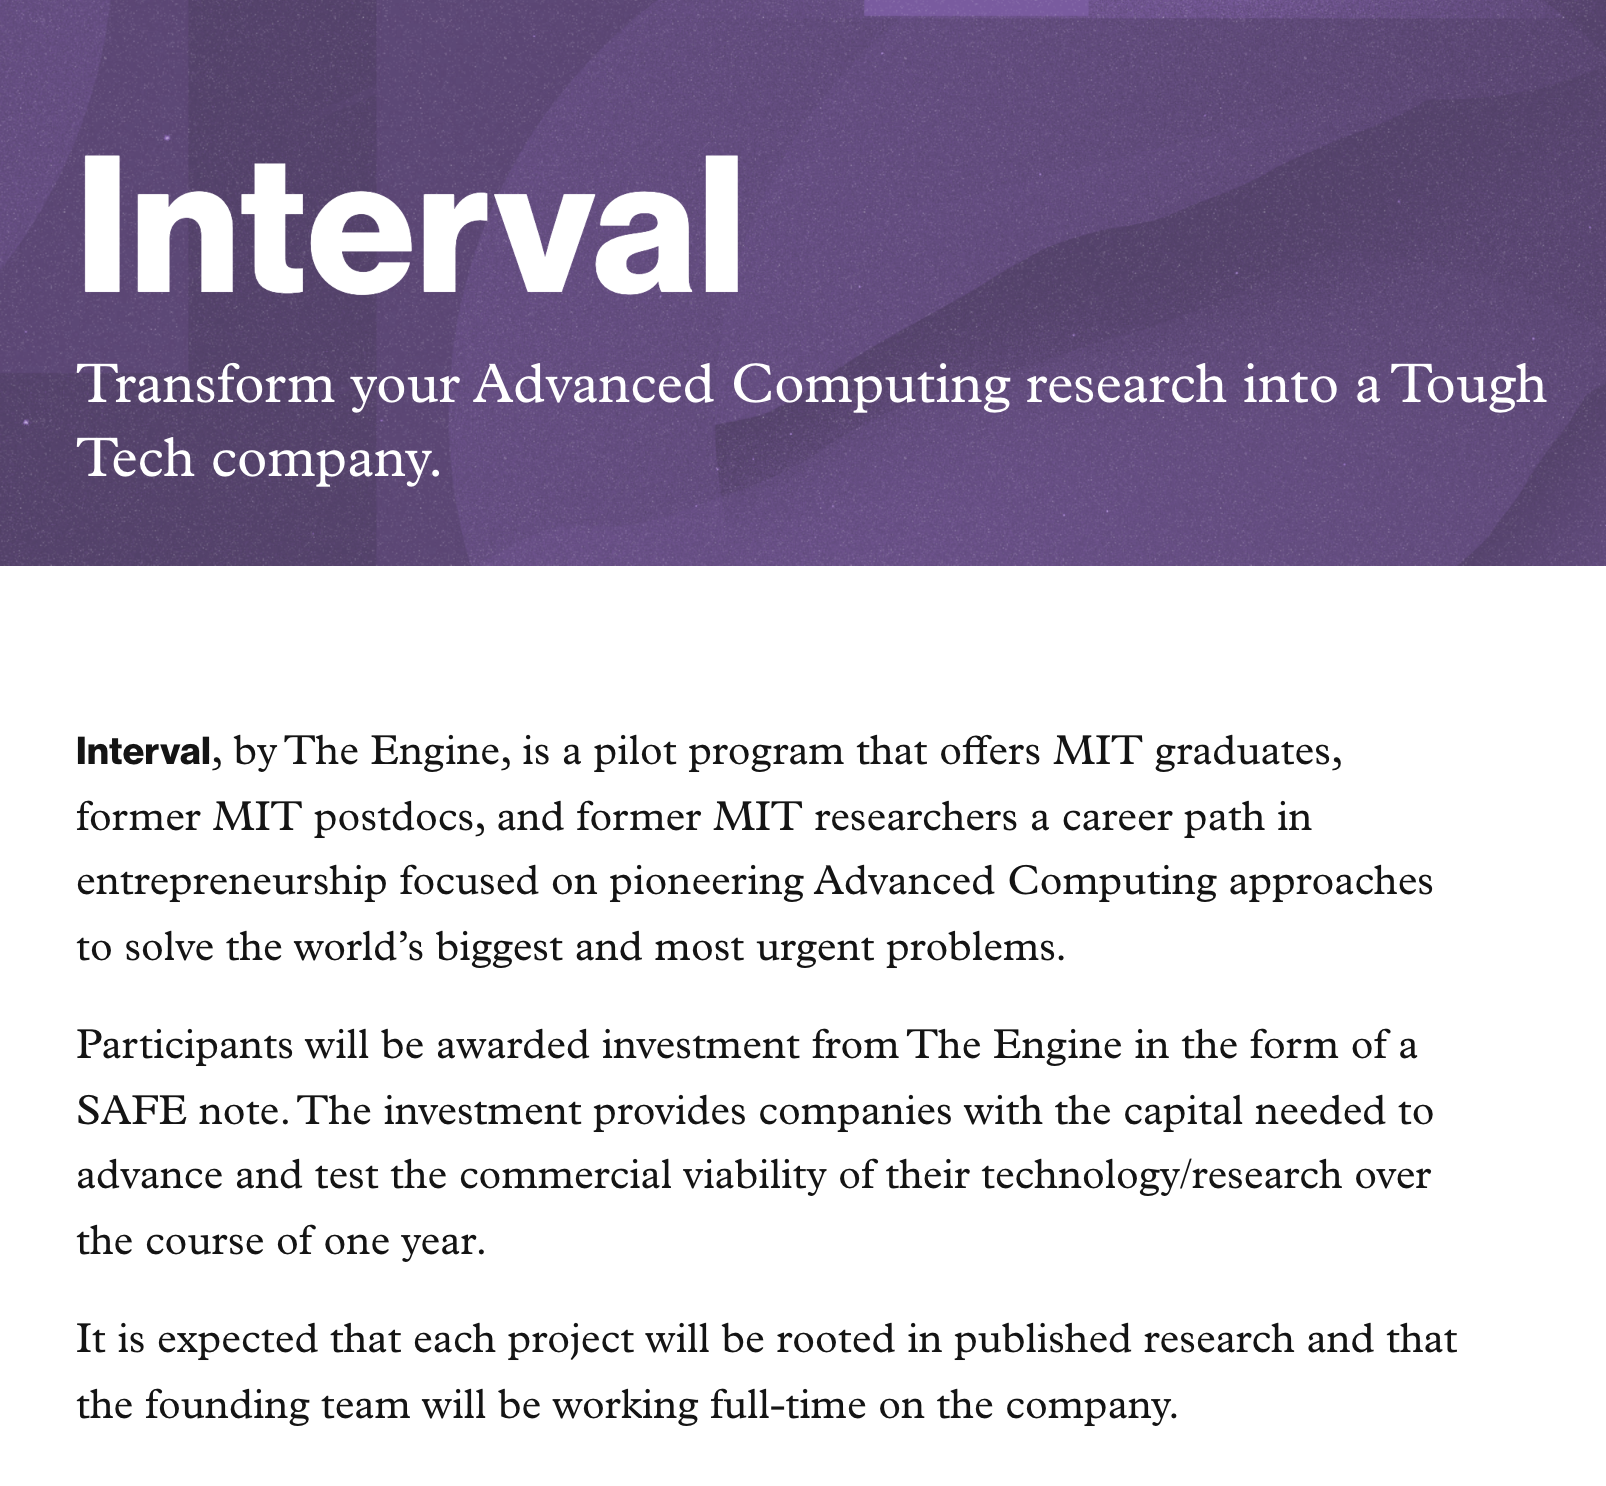 Interval
Transform your Advanced Computing research into a Tough
Tech company.
Interval, by The Engine, is a pilot program that offers MIT graduates,
former MIT postdocs, and former MIT researchers a career path in
entrepreneurship focused on pioneering Advanced Computing approaches
to solve the world’s biggest and most urgent problems.
Participants will be awarded investment from The Engine in the form of a
SAFE note. The investment provides companies with the capital needed to
advance and test the commercial viability of their technology/research over
the course of one year.
It is expected that each project will be rooted in published research and that
the founding team will be working full-time on the company.